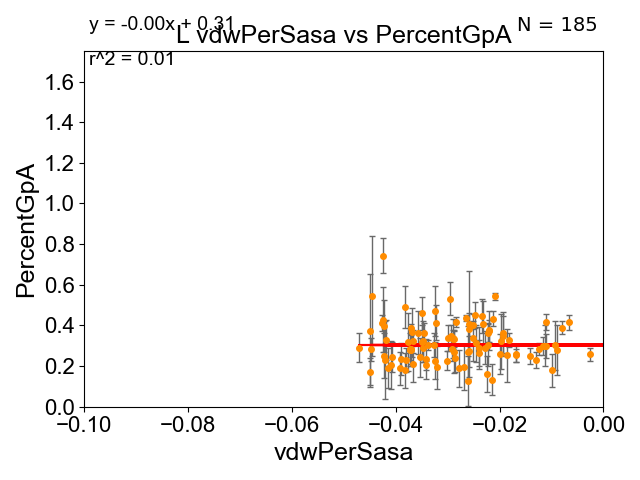 y = -0.00x + 0.31
L vdwPerSasa vs PercentGpA
N = 185
r^2 = 0.01
PercentGpA
1.6
1.4
1.2
1.0
0.8
0.6
0.4
0.2
0.0
−0.10
−0.08
−0.06
−0.04
−0.02
0.00
vdwPerSasa